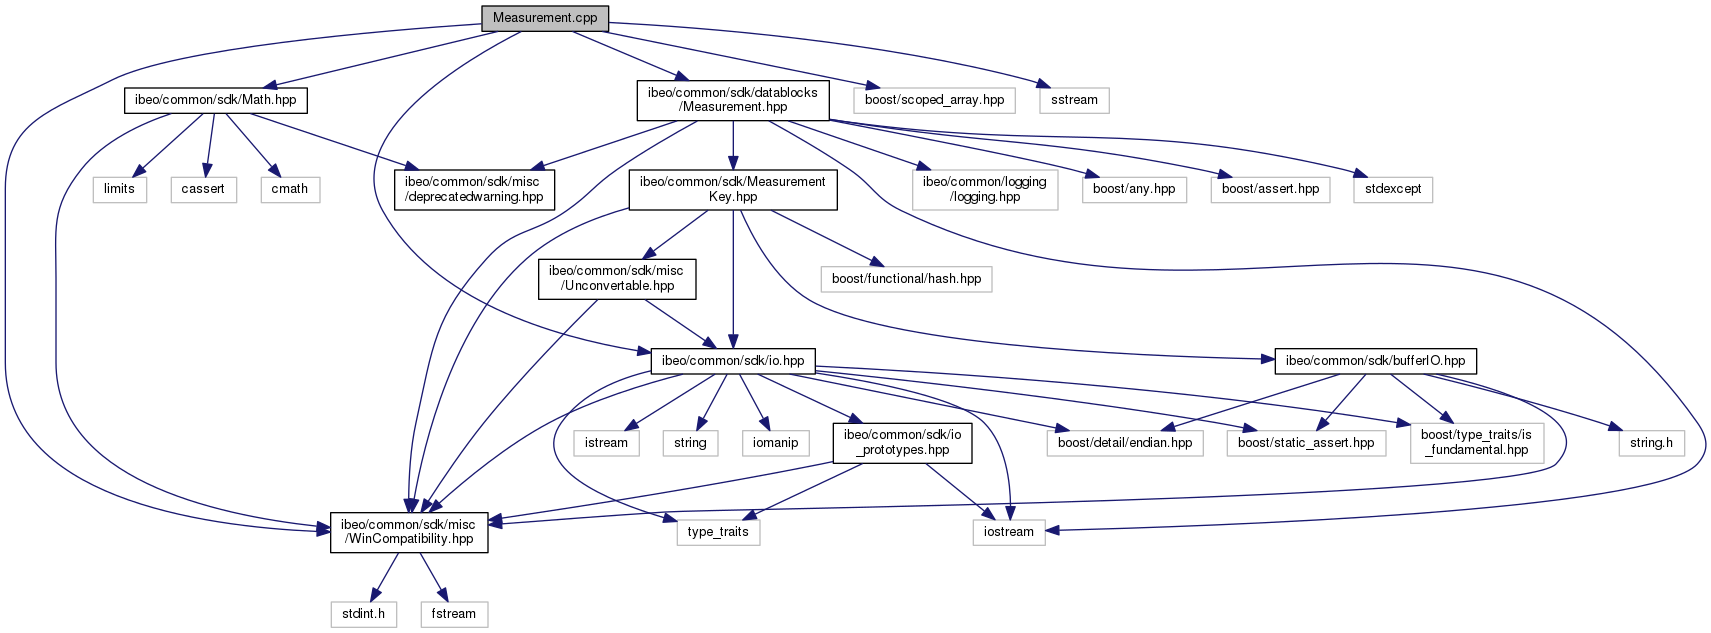 Measurement.cpp
ibeo/common/sdk/Math.hpp
ibeo/common/sdk/datablocks
/Measurement.hpp
boost/scoped_array.hpp
sstream
limits
cassert
cmath
ibeo/common/sdk/misc
/deprecatedwarning.hpp
ibeo/common/sdk/Measurement
Key.hpp
ibeo/common/logging
/logging.hpp
boost/any.hpp
boost/assert.hpp
stdexcept
ibeo/common/sdk/misc
/Unconvertable.hpp
boost/functional/hash.hpp
ibeo/common/sdk/io.hpp
ibeo/common/sdk/bufferIO.hpp
istream
string
iomanip
ibeo/common/sdk/io
_prototypes.hpp
boost/detail/endian.hpp
boost/static_assert.hpp
boost/type_traits/is
_fundamental.hpp
string.h
ibeo/common/sdk/misc
/WinCompatibility.hpp
type_traits
iostream
stdint.h
fstream